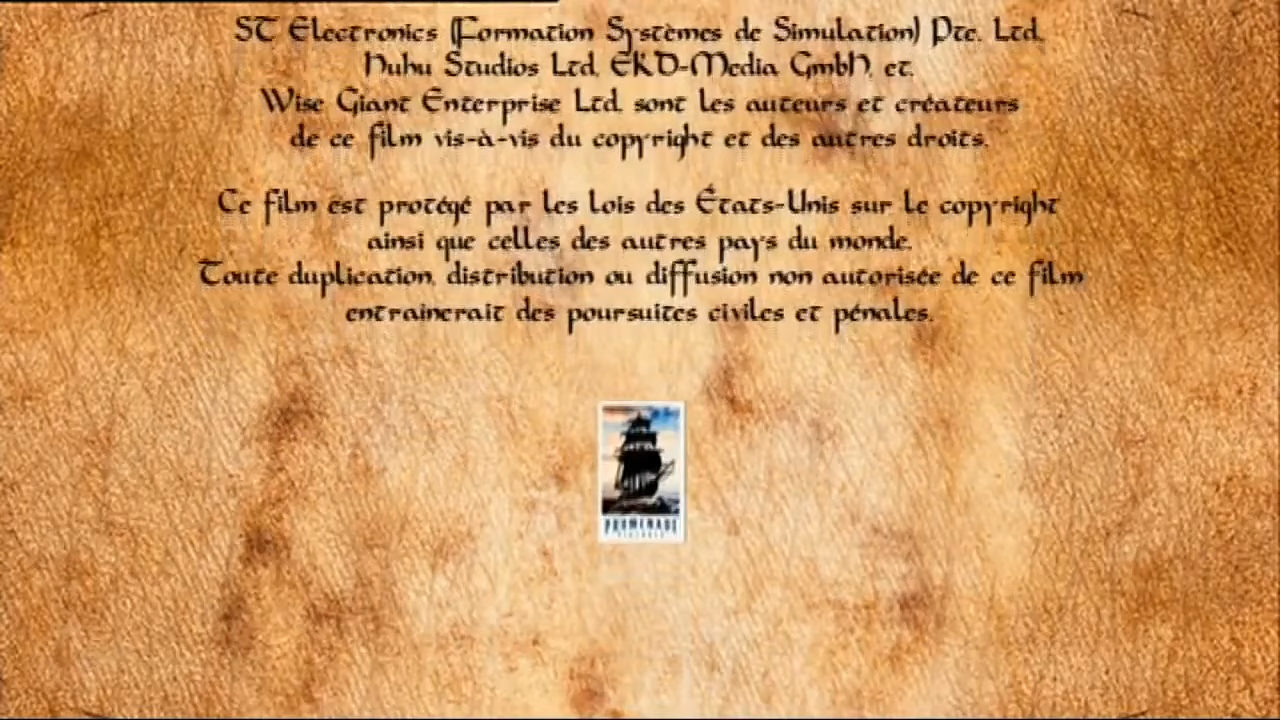 ST Electronics (Formation Systèmes de Simulation) Pte. Ltd.
Nuhu Studios Ltd, EKD-Media GmbH, et
Wise Giant Enterprise Ltd. sont les auteurs et créateurs
de ce film vis-à-vis du copyright et des autres droits.
Ce film est protégé par les lois des États-Unis sur le copyright
ainsi que celles des autres pays du monde.
Toute duplication, distribution ou diffusion non autorisée de ce film
entrainerait des poursuites civiles et pénales.
PROMENADE
PICTURES